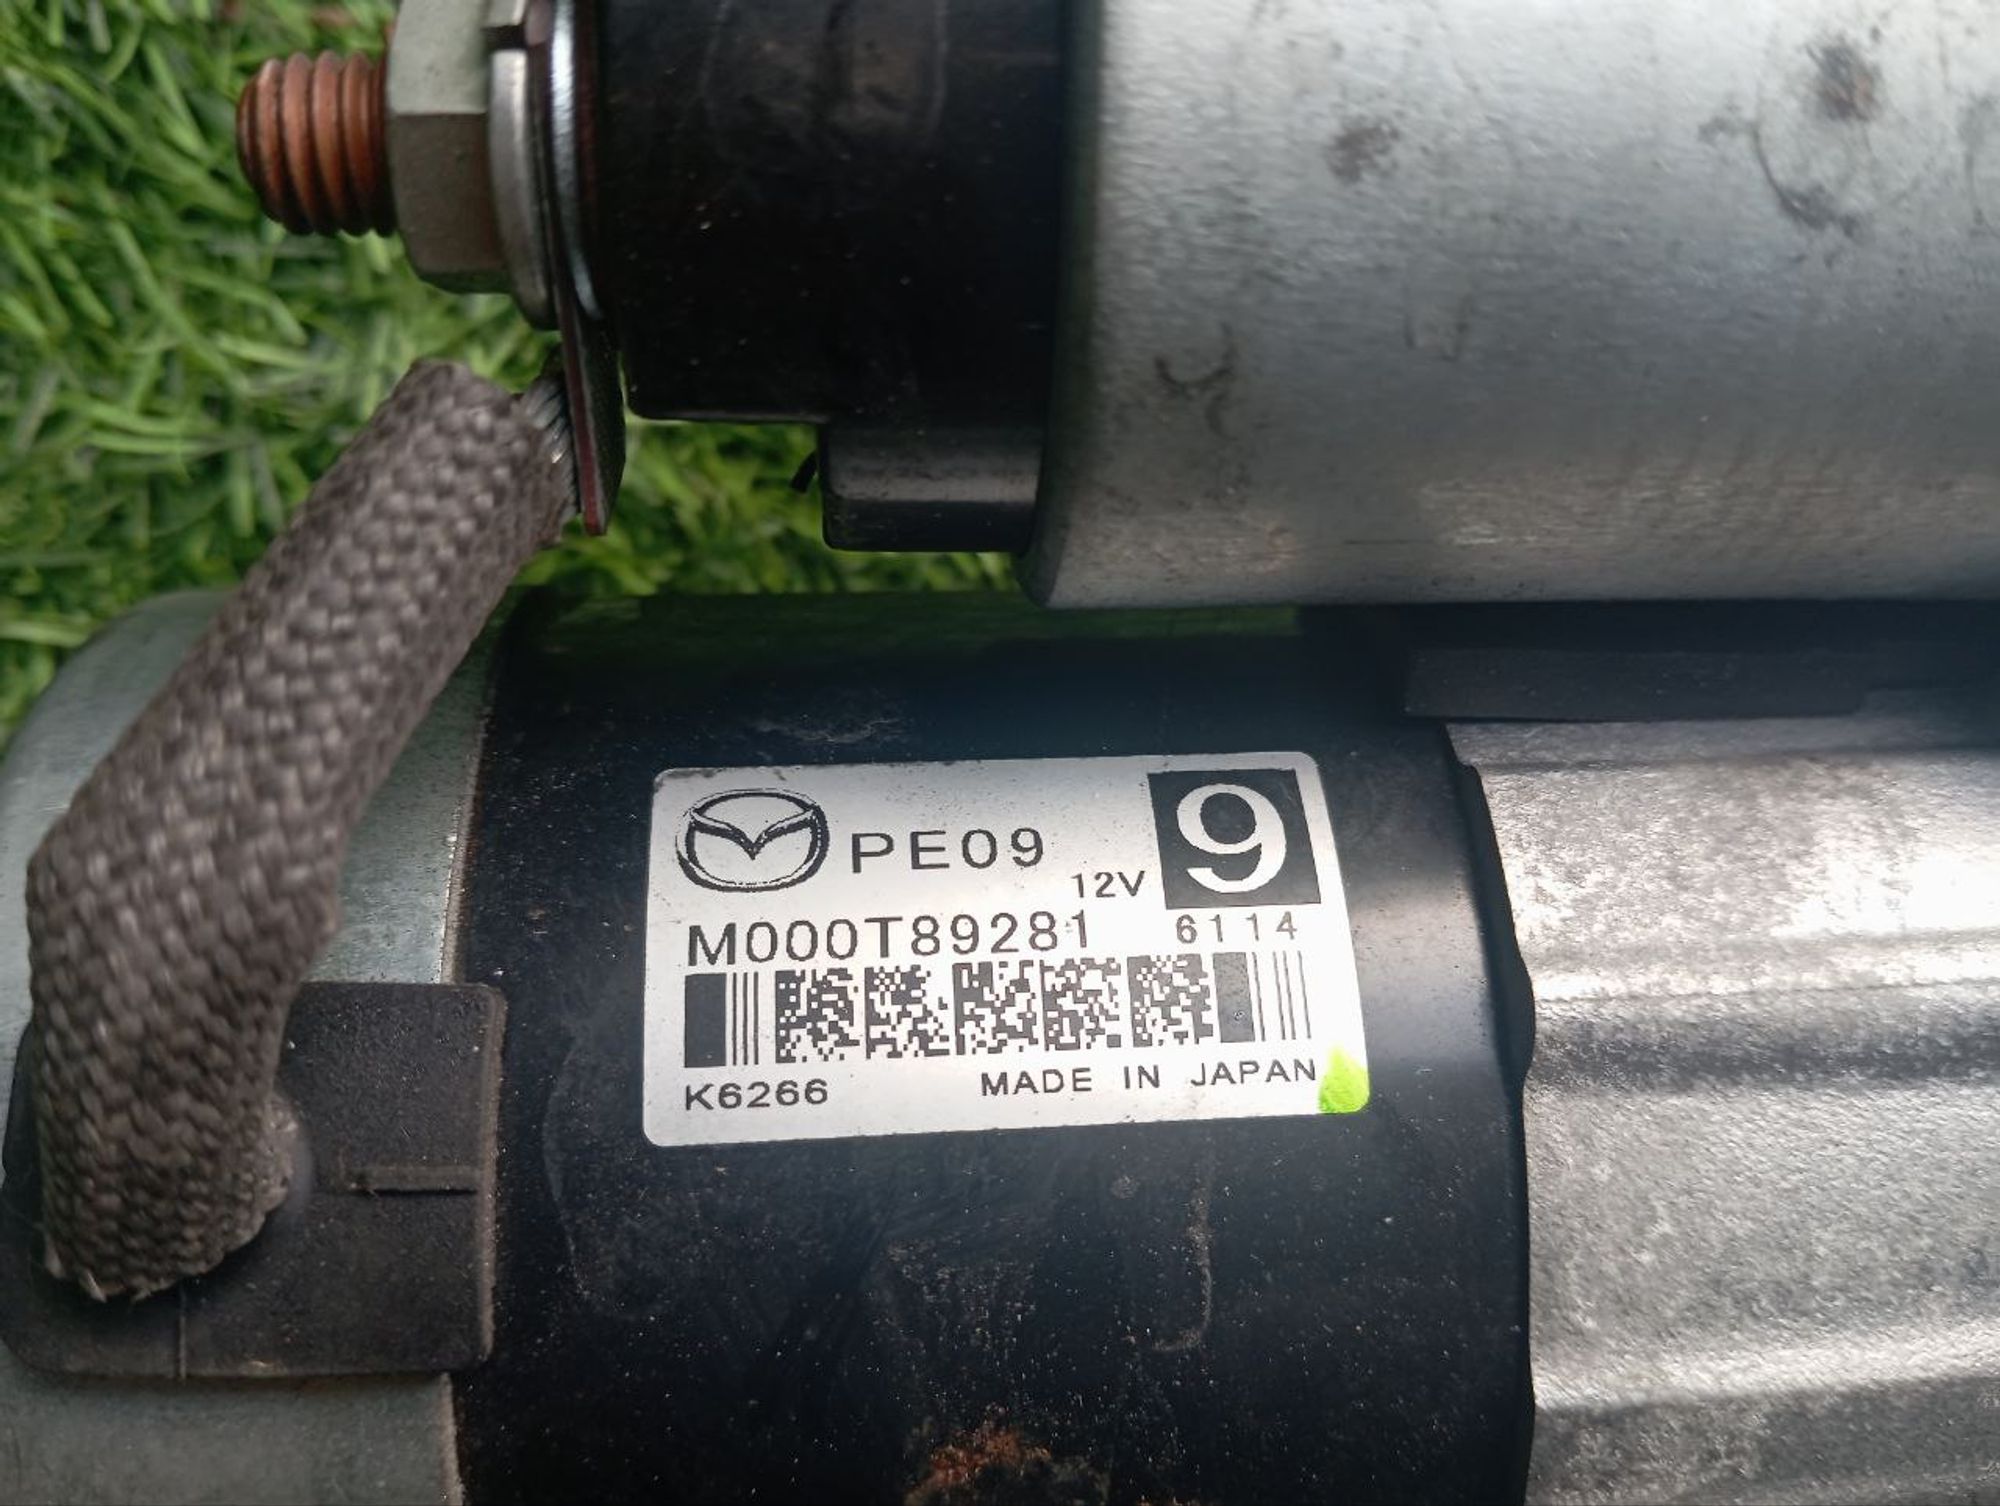 PE09
9
12V
M000T89281
6114
K6266
MADE IN JAPAN